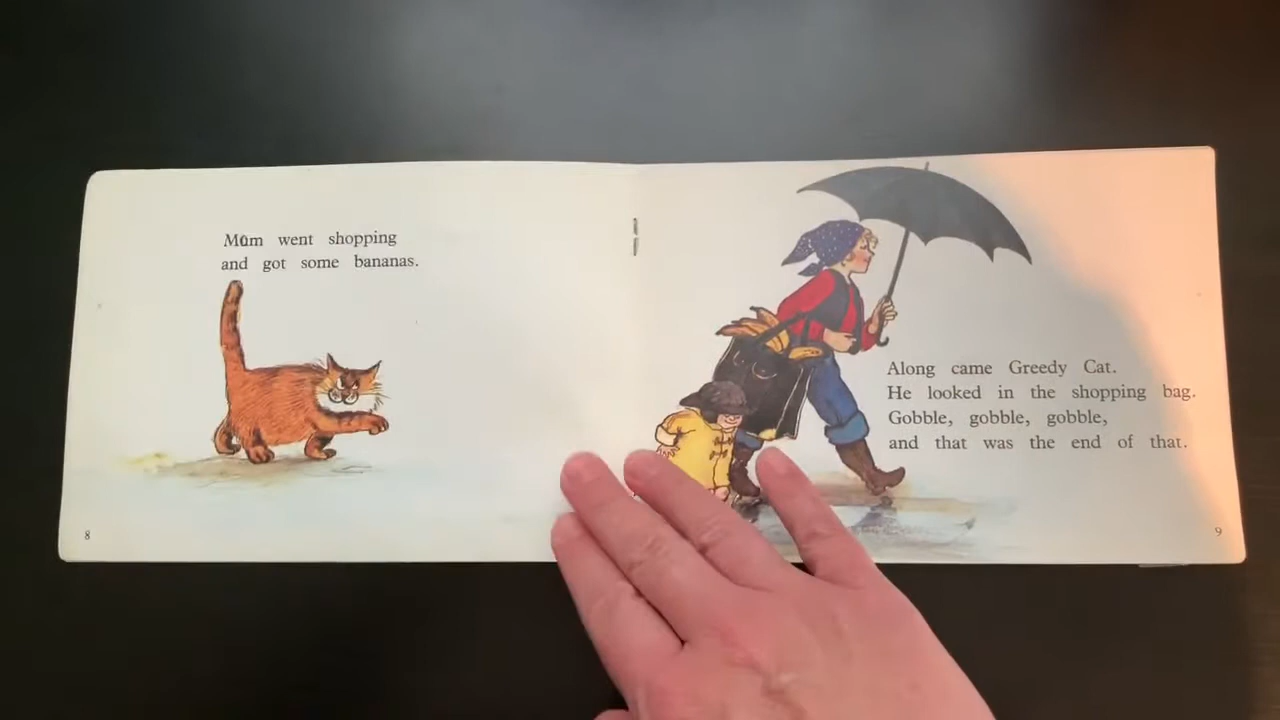 Mum went shopping
and got some bananas.
8
Along came Greedy Cat.
He looked in the shopping bag.
Gobble, gobble, gobble,
and that was the end of that.
9